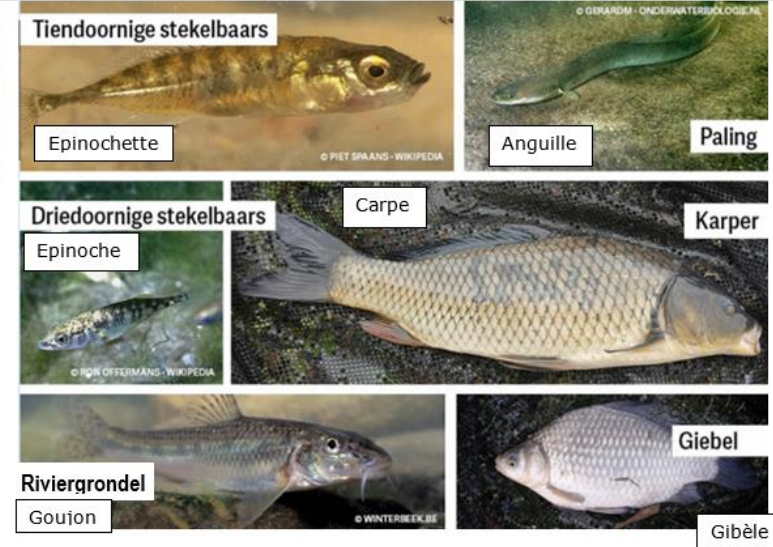 Tiendoornige stekelbaars
Epinochette
© PIET SPAANS - WIKIPEDIA
© GERARDM - ONDERWATERBIOLOGIE.NL
Anguille
Paling
Driedoornige stekelbaars
Epinoche
© RON OFFERMANS - WIKIPEDIA
Carpe
Karper
Riviergrondel
Goujon
© WINTERBEEK.BE
Giebel
Gibèle